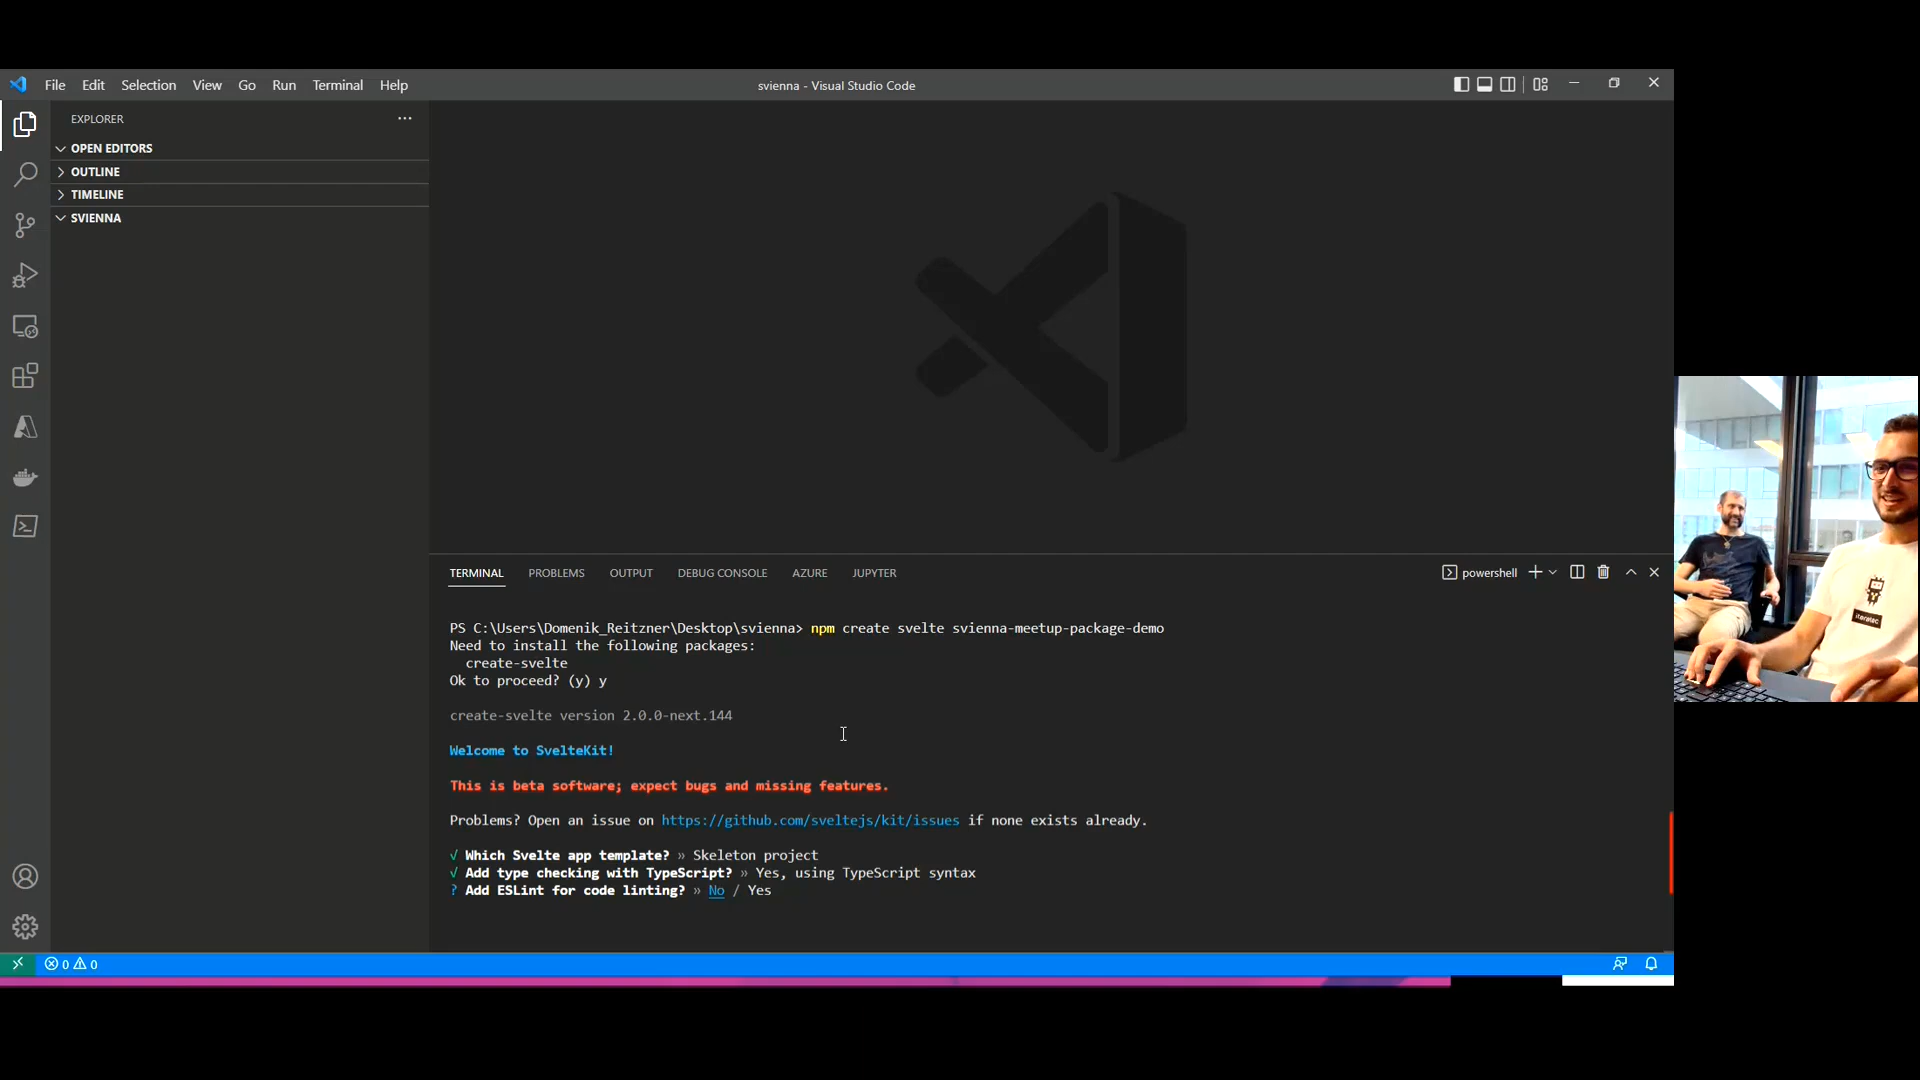 File Edit Selection View Go Run Terminal Help
svienna - Visual Studio Code
EXPLORER
OPEN EDITORS
OUTLINE
TIMELINE
SVIENNA
TERMINAL PROBLEMS OUTPUT DEBUG CONSOLE AZURE JUPYTER
powershell
PS C:\Users\Domenik_Reitzner\Desktop\svienna> npm create svelte svienna-meetup-package-demo
Need to install the following packages:
create-svelte
Ok to proceed? (y) y
create-svelte version 2.0.0-next.144
Welcome to SvelteKit!
This is beta software; expect bugs and missing features.
Problems? Open an issue on https://github.com/sveltejs/kit/issues if none exists already.
√ Which Svelte app template? » Skeleton project
√ Add type checking with TypeScript? » Yes, using TypeScript syntax
? Add ESLint for code linting? » No / Yes
0 0
iteratec